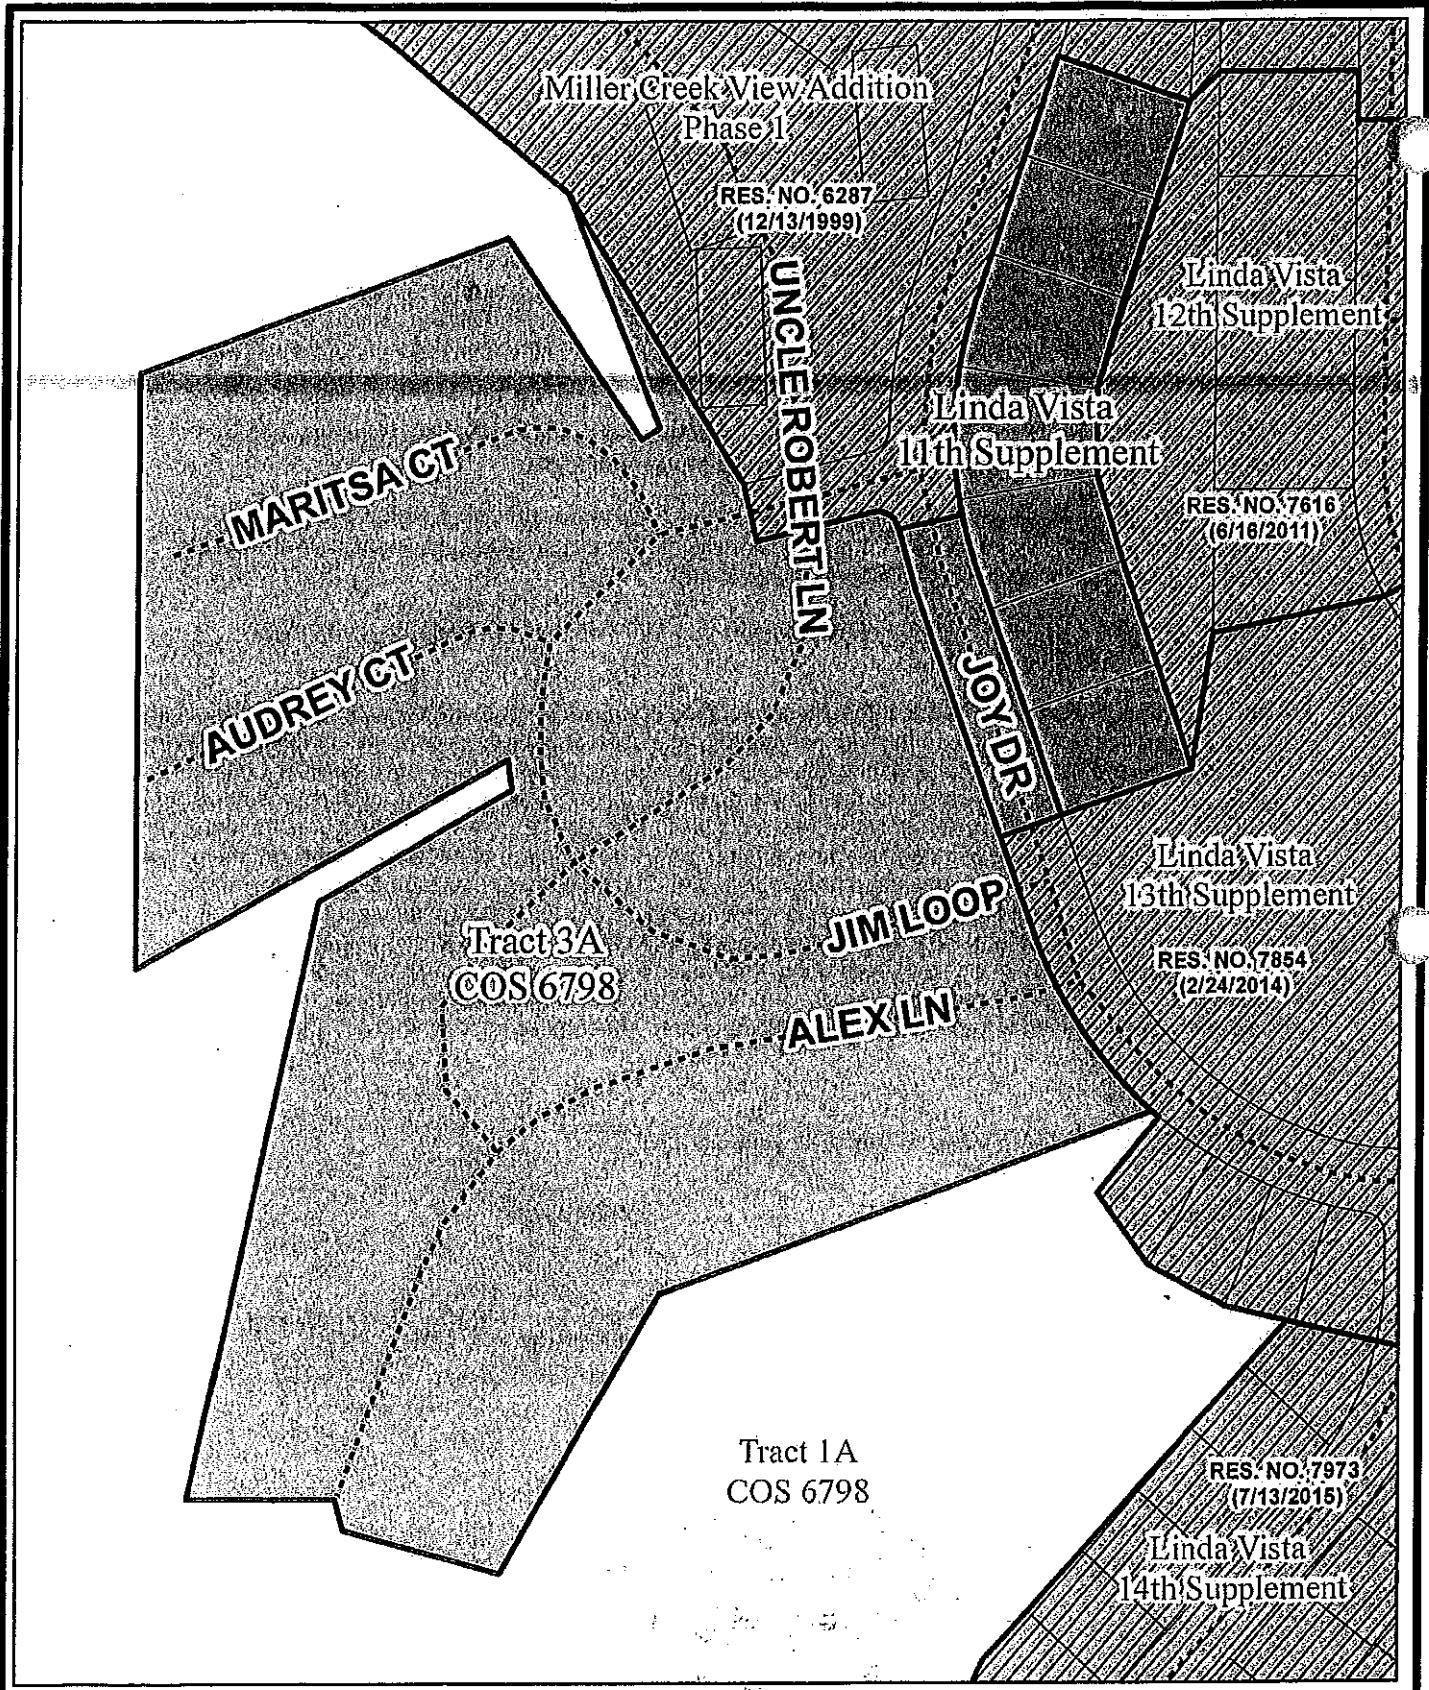 Miller Creek View Addition
Phase 1
RES. NO. 6287
(12/13/1999)
UNCLE ROBERT LN
Linda Vista
12th Supplement
Linda Vista
11th Supplement
MARITSA CT
RES. NO. 7616
(6/16/2011)
AUDREY CT
JOY DR
Linda Vista
13th Supplement
JIM LOOP
Tract 3A
COS 6798
RES. NO. 7854
(2/24/2014)
ALEX LN
Tract 1A
COS 6798
RES. NO. 7973
(7/13/2015)
Linda Vista
14th Supplement